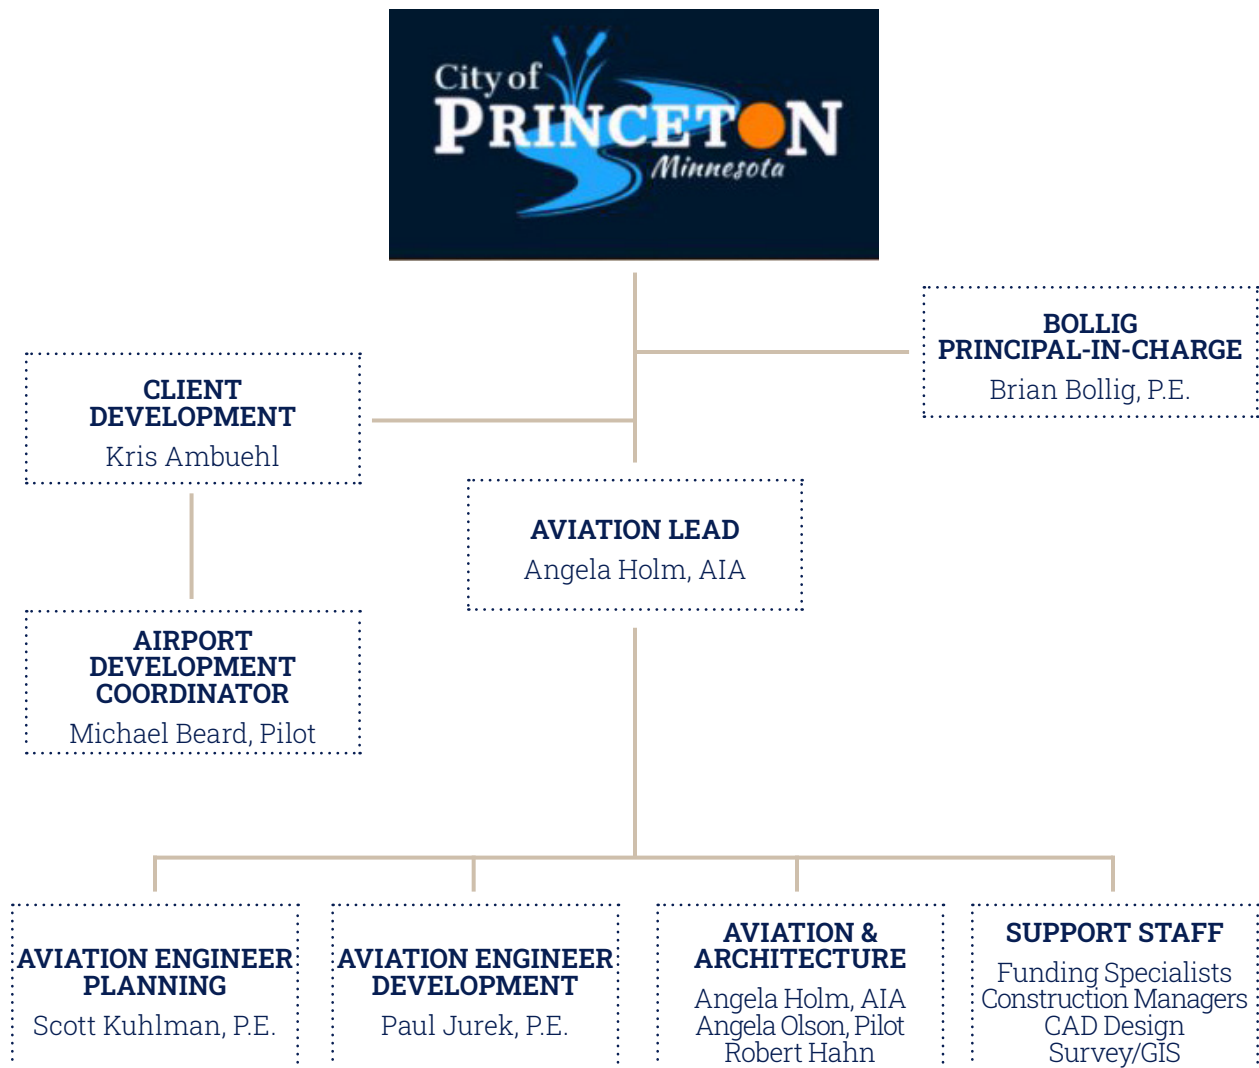 City of
PRINCETON
Minnesota
BOLLIG
PRINCIPAL-IN-CHARGE
Brian Bollig, P.E.
CLIENT
DEVELOPMENT
Kris Ambuehl
AVIATION LEAD
Angela Holm, AIA
AIRPORT
DEVELOPMENT
COORDINATOR
Michael Beard, Pilot
AVIATION ENGINEER
PLANNING
Scott Kuhlman, P.E.
AVIATION ENGINEER
DEVELOPMENT
Paul Jurek, P.E.
AVIATION &
ARCHITECTURE
Angela Holm, AIA
Angela Olson, Pilot
Robert Hahn
SUPPORT STAFF
Funding Specialists
Construction Managers
CAD Design
Survey/GIS